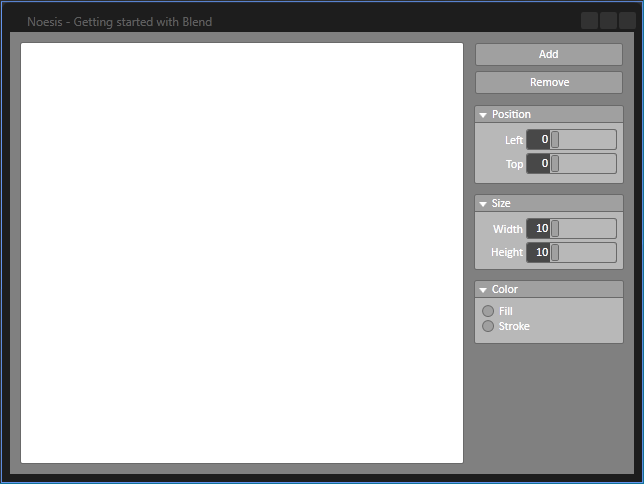 Noesis - Getting started with Blend
Add
Remove
Position
Left 0
Top 0
Size
Width 10
Height 10
Color
Fill
Stroke